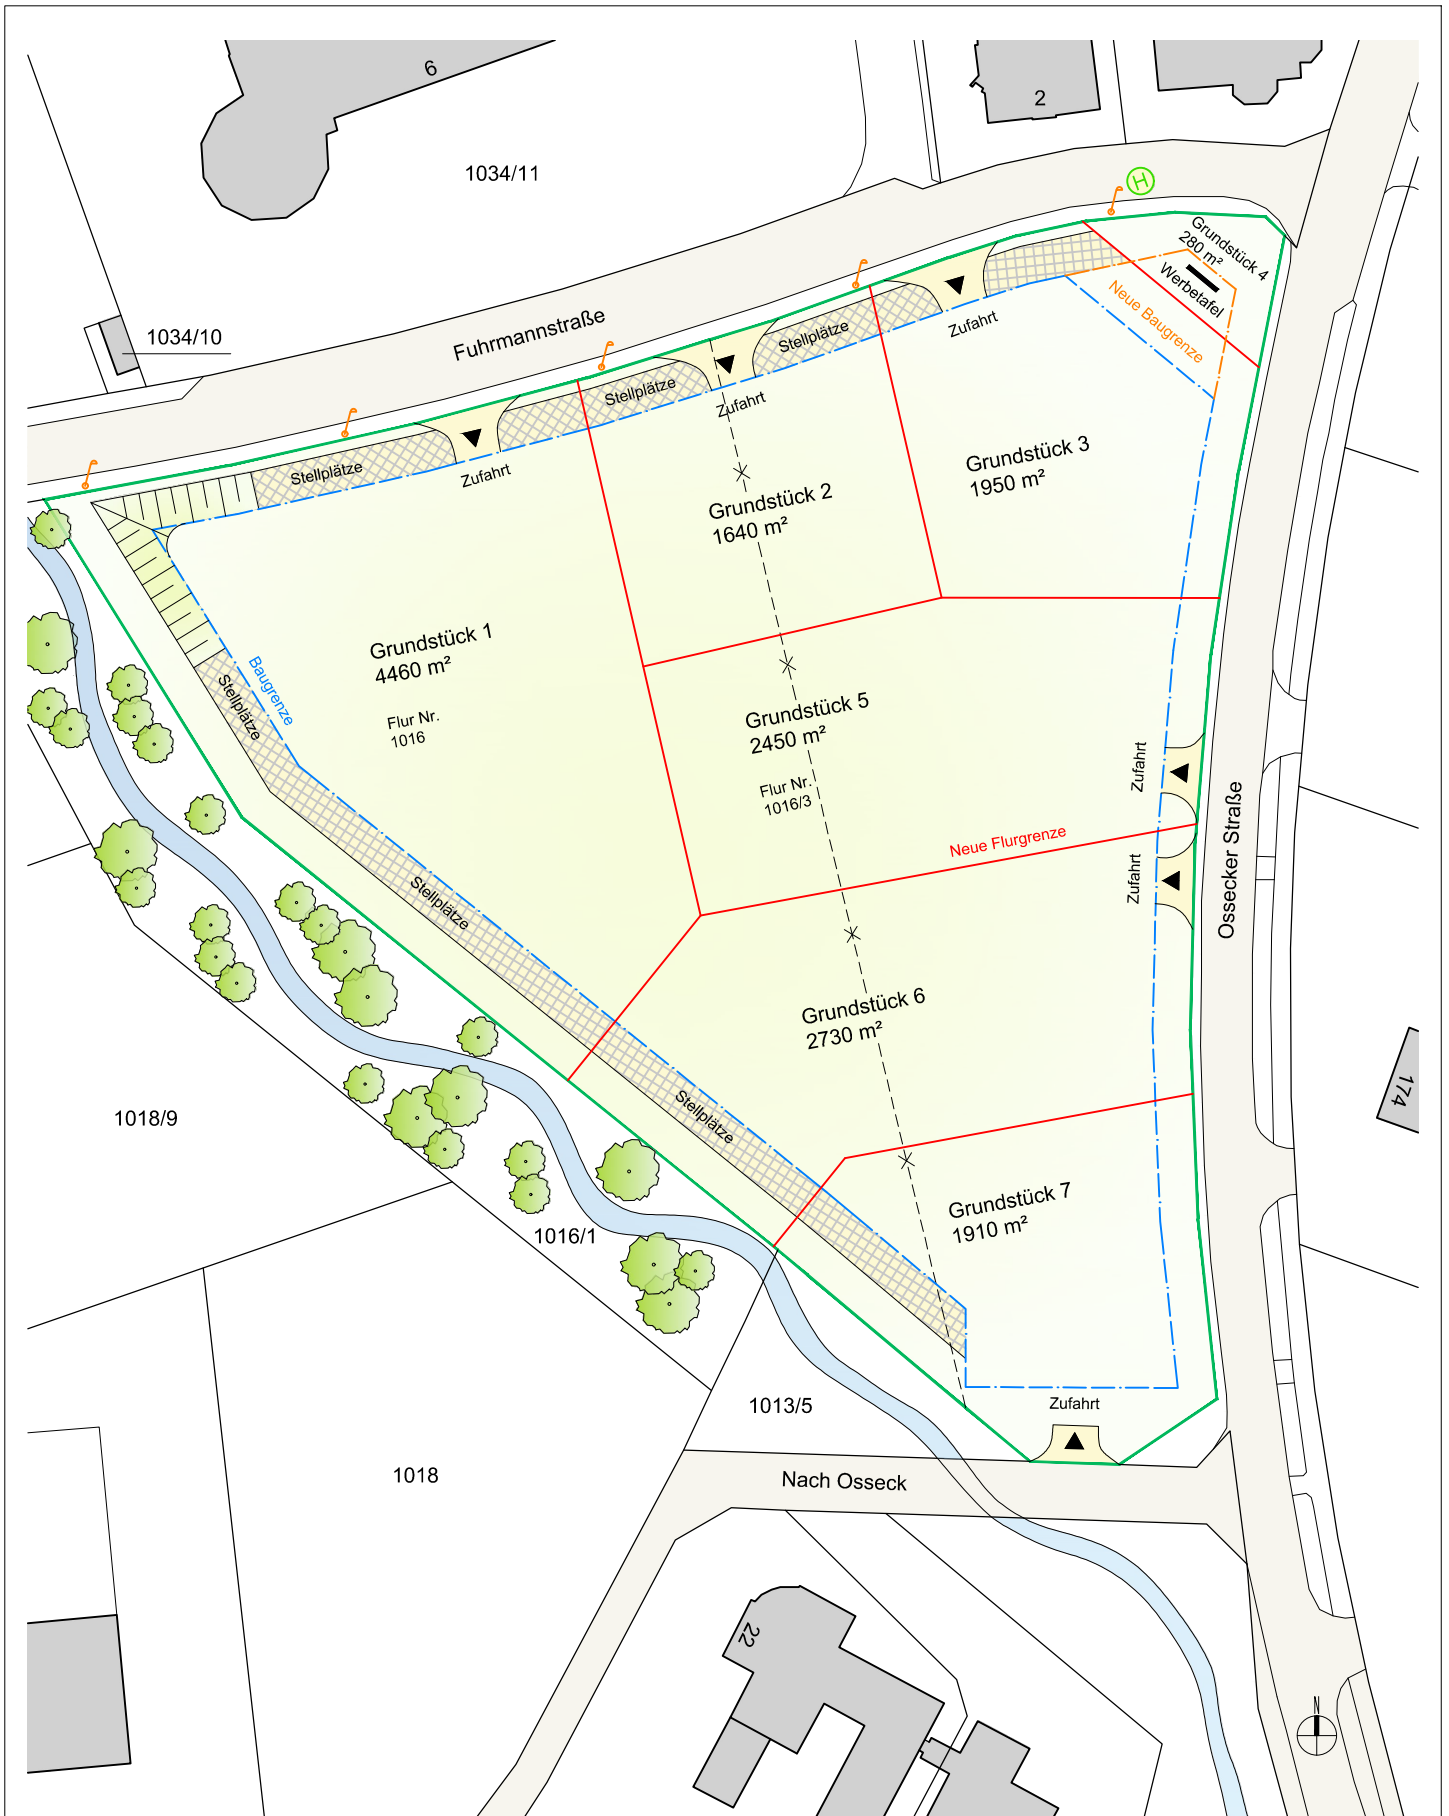 6
2
1034/11
H
Grundstück 4
280 m²
Werbetafel
Neue Baugrenze
1034/10
Fuhrmannstraße
Zufahrt
Stellplätze
Stellplätze
Zufahrt
Stellplätze
Zufahrt
Grundstück 3
1950 m²
Grundstück 2
1640 m²
Grundstück 1
4460 m²
Flur Nr.
1016
Baugrenze
Stellplätze
Grundstück 5
2450 m²
Flur Nr.
1016/3
Zufahrt
Neue Flurgrenze
Zufahrt
Ossecker Straße
Stellplätze
Grundstück 6
2730 m²
174
Stellplätze
1018/9
Grundstück 7
1910 m²
1016/1
1013/5
Zufahrt
1018
Nach Osseck
22
N